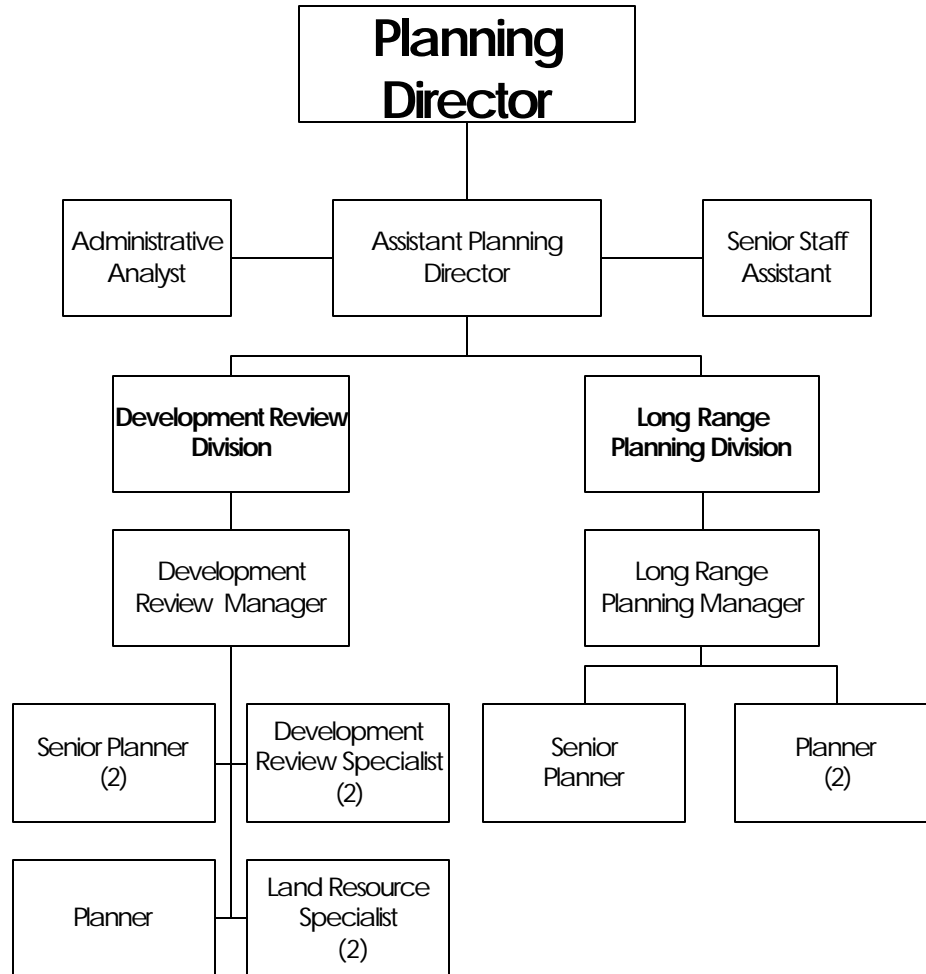 Planning
Director
Administrative
Analyst
Assistant Planning
Director
Senior Staff
Assistant
Development Review
Division
Long Range
Planning Division
Development
Review Manager
Long Range
Planning Manager
Senior Planner
(2)
Development
Review Specialist
(2)
Senior
Planner
Planner
(2)
Planner
Land Resource
Specialist
(2)